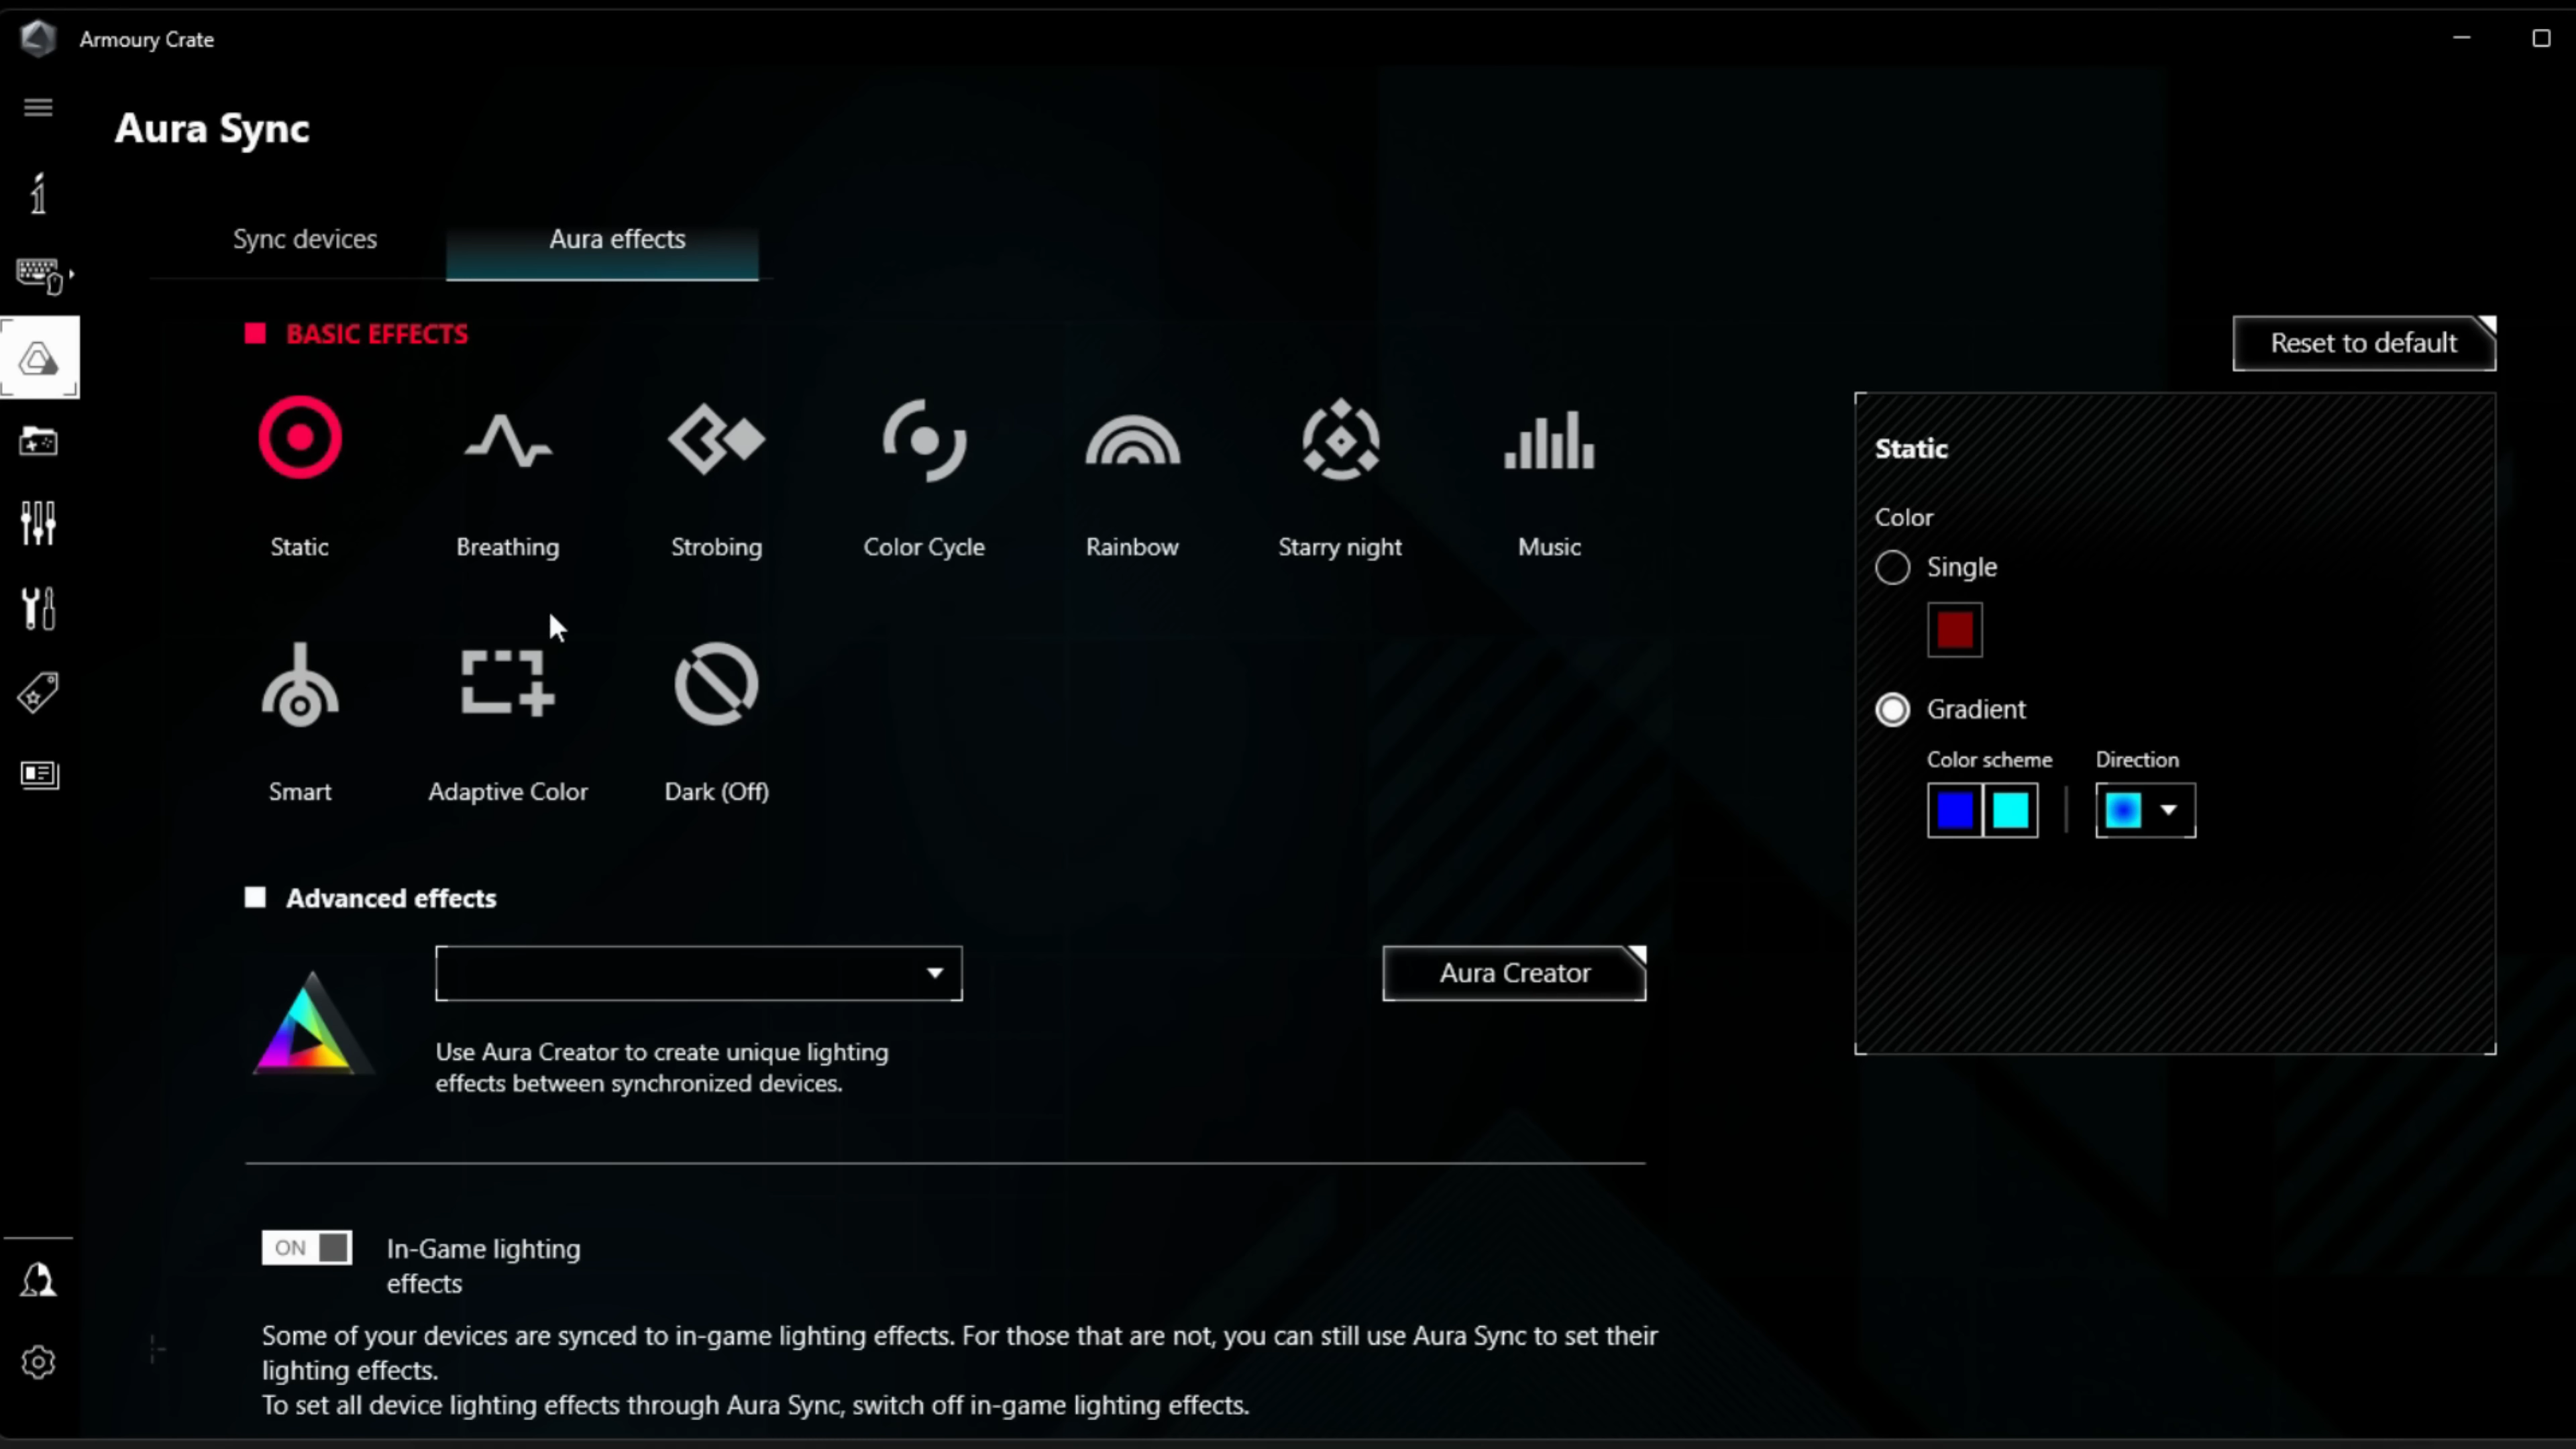 Armoury Crate
Aura Sync
Sync devices
Aura effects
BASIC EFFECTS
Reset to default
Static
Breathing
Strobing
Color Cycle
Rainbow
Starry night
Music
Smart
Adaptive Color
Dark (Off)
Static
Color
Single
Gradient
Color scheme
Direction
Advanced effects
Aura Creator
Use Aura Creator to create unique lighting
effects between synchronized devices.
ON
In-Game lighting
effects
Some of your devices are synced to in-game lighting effects. For those that are not, you can still use Aura Sync to set their
lighting effects.
To set all device lighting effects through Aura Sync, switch off in-game lighting effects.